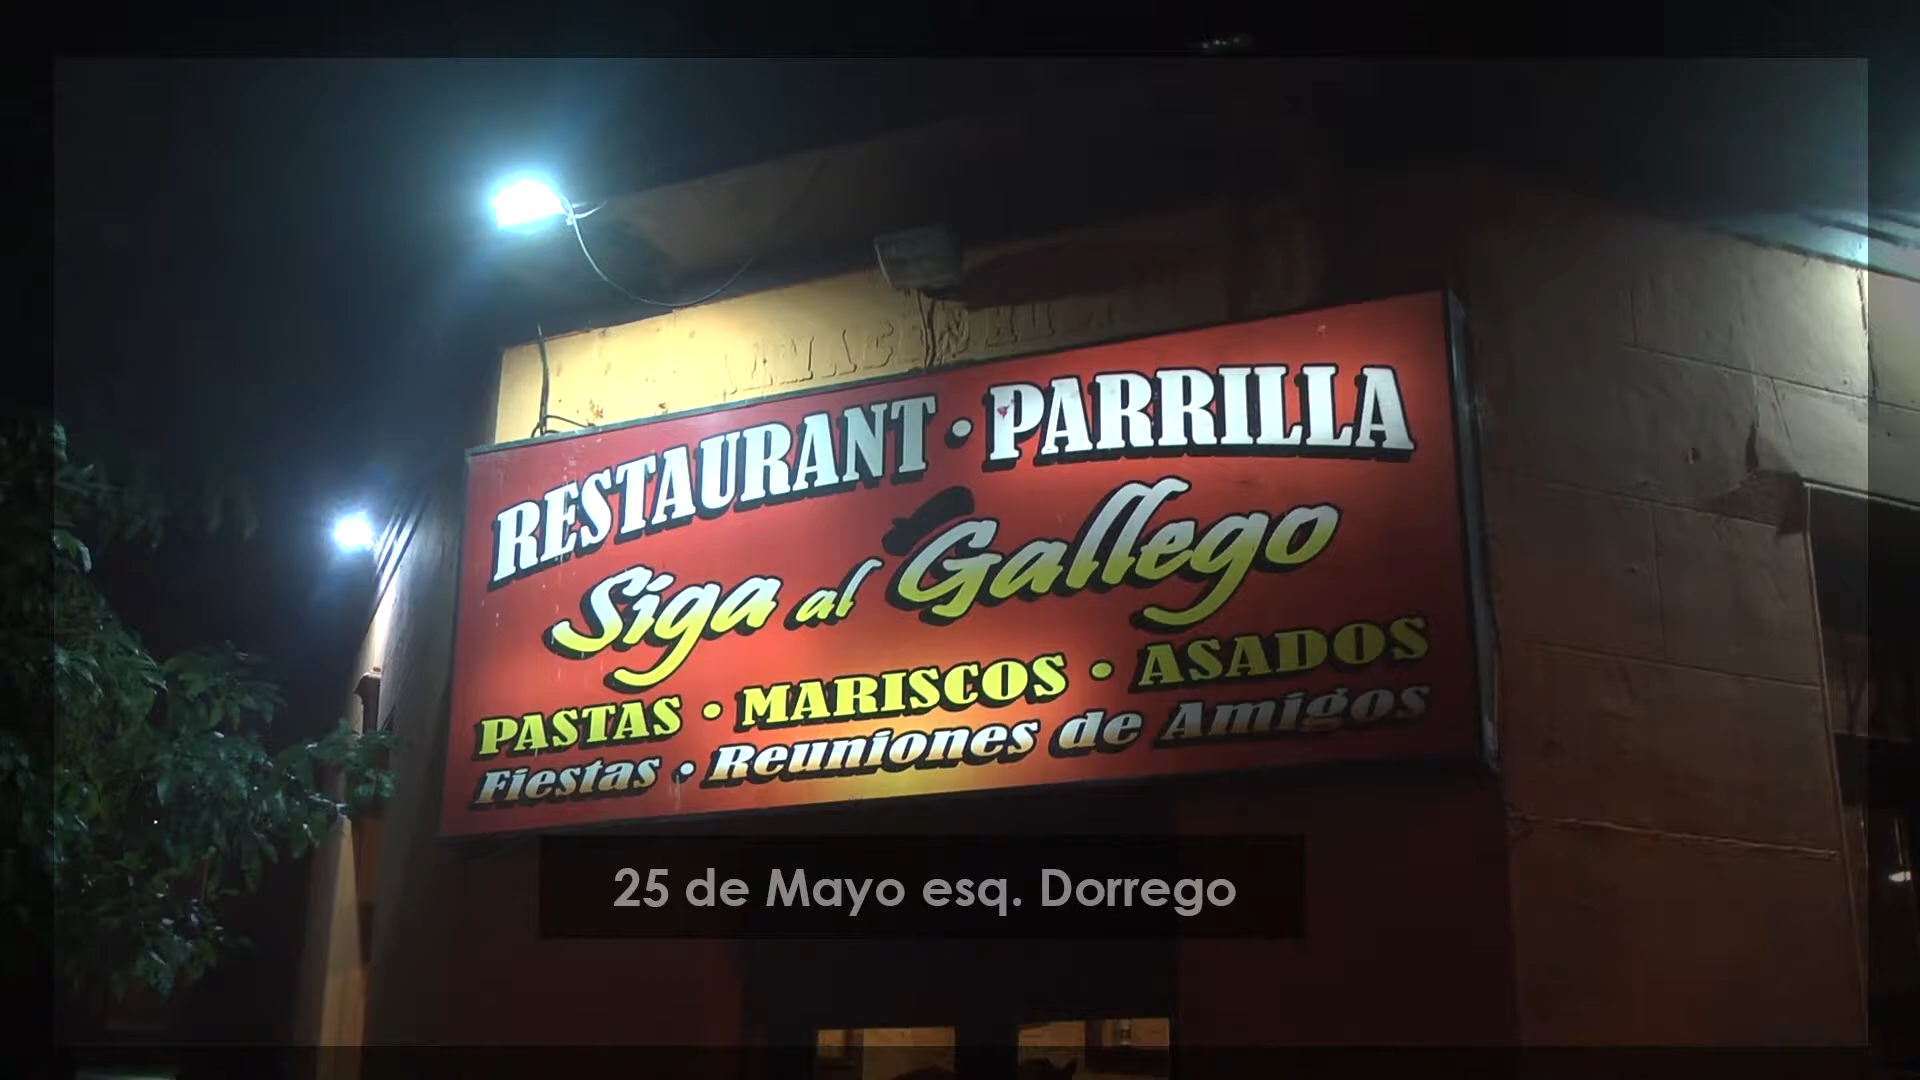 RESTAURANT · PARRILLA
Siga al Gallego
PASTAS · MARISCOS · ASADOS
Fiestas · Reuniones de Amigos
25 de Mayo esq. Dorrego